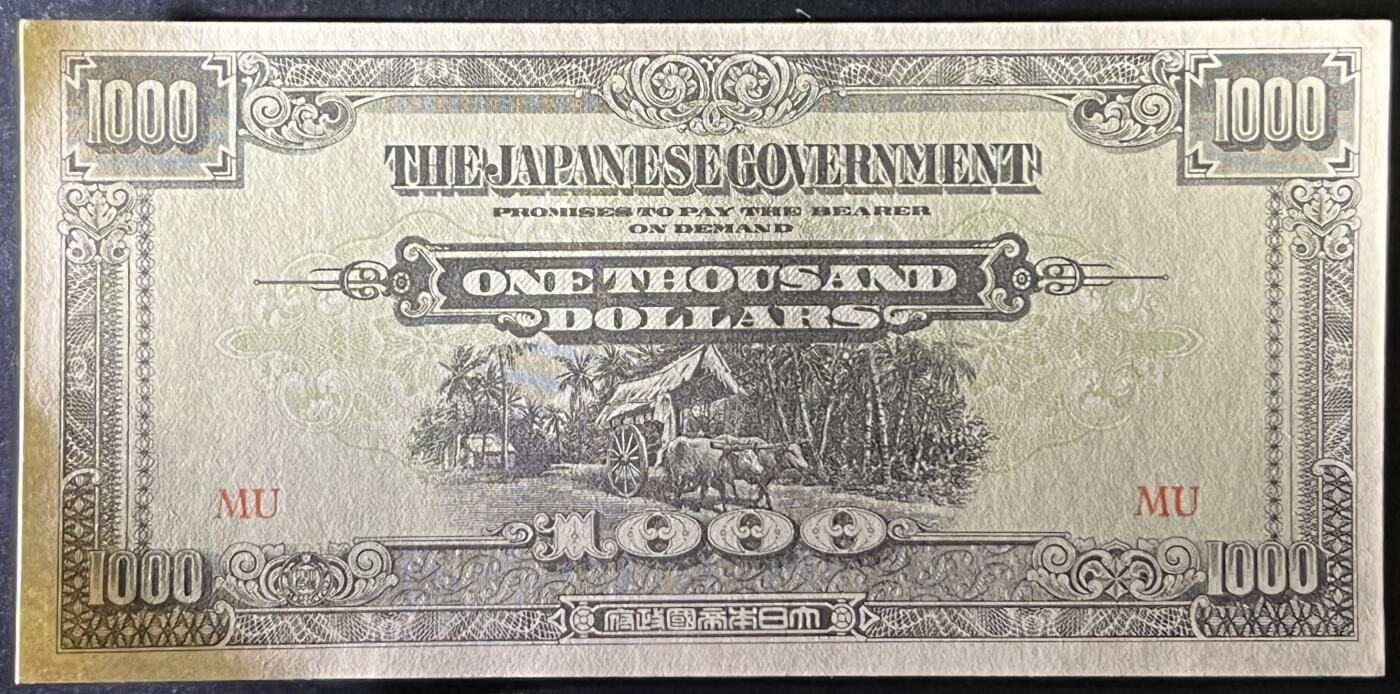 1000
1000
THE JAPANESE GOVERNMENT
PROMISES TO PAY THE BEARER
ON DEMAND
ONE THOUSAND
DOLLARS
MU
MU
1000
1000
1000
大日本帝國政府